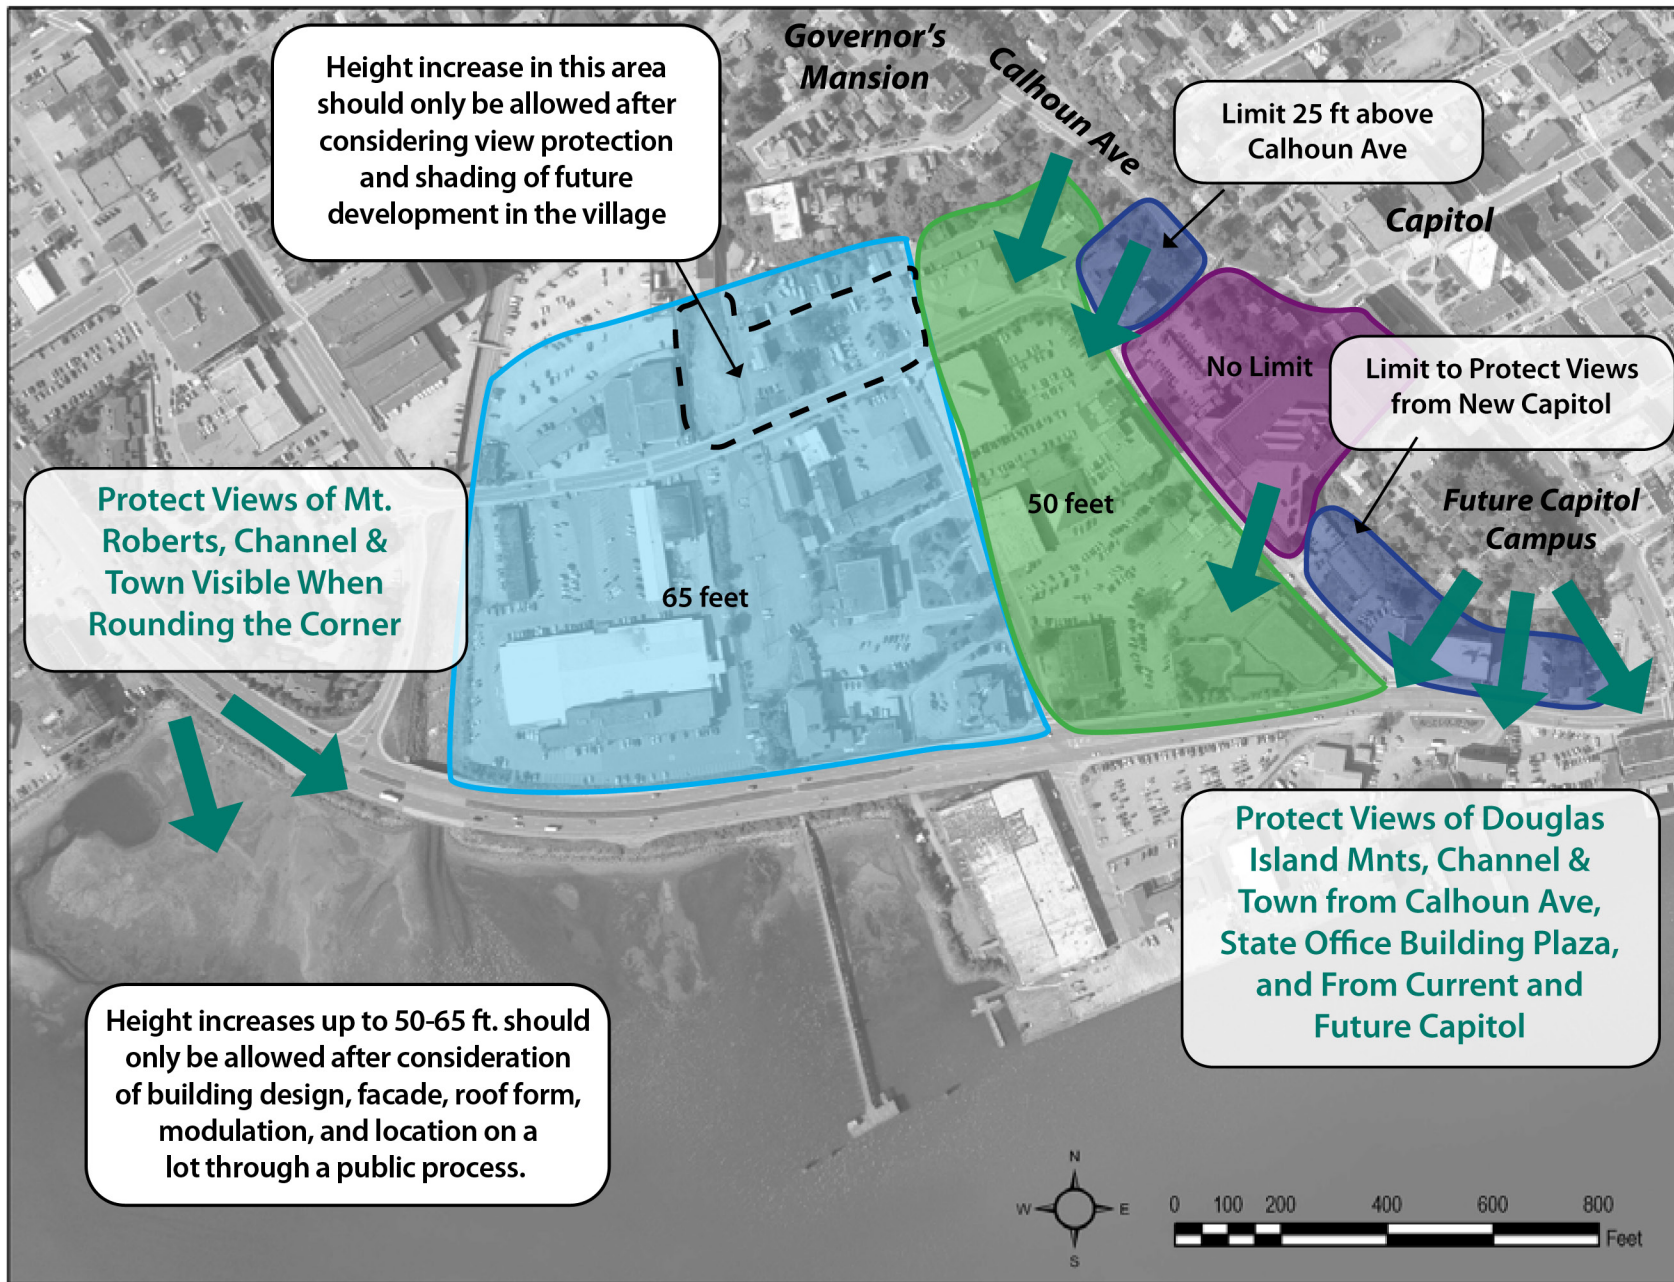 Governor's
Mansion
Calhoun Ave
Height increase in this area
should only be allowed after
considering view protection
and shading of future
development in the village
Limit 25 ft above
Calhoun Ave
Capitol
No Limit
Limit to Protect Views
from New Capitol
Future Capitol
Campus
50 feet
65 feet
Protect Views of Mt.
Roberts, Channel &
Town Visible When
Rounding the Corner
Protect Views of Douglas
Island Mnts, Channel &
Town from Calhoun Ave,
State Office Building Plaza,
and From Current and
Future Capitol
Height increases up to 50-65 ft. should
only be allowed after consideration
of building design, facade, roof form,
modulation, and location on a
lot through a public process.
N
W E
S
0 100 200 400 600 800
Feet